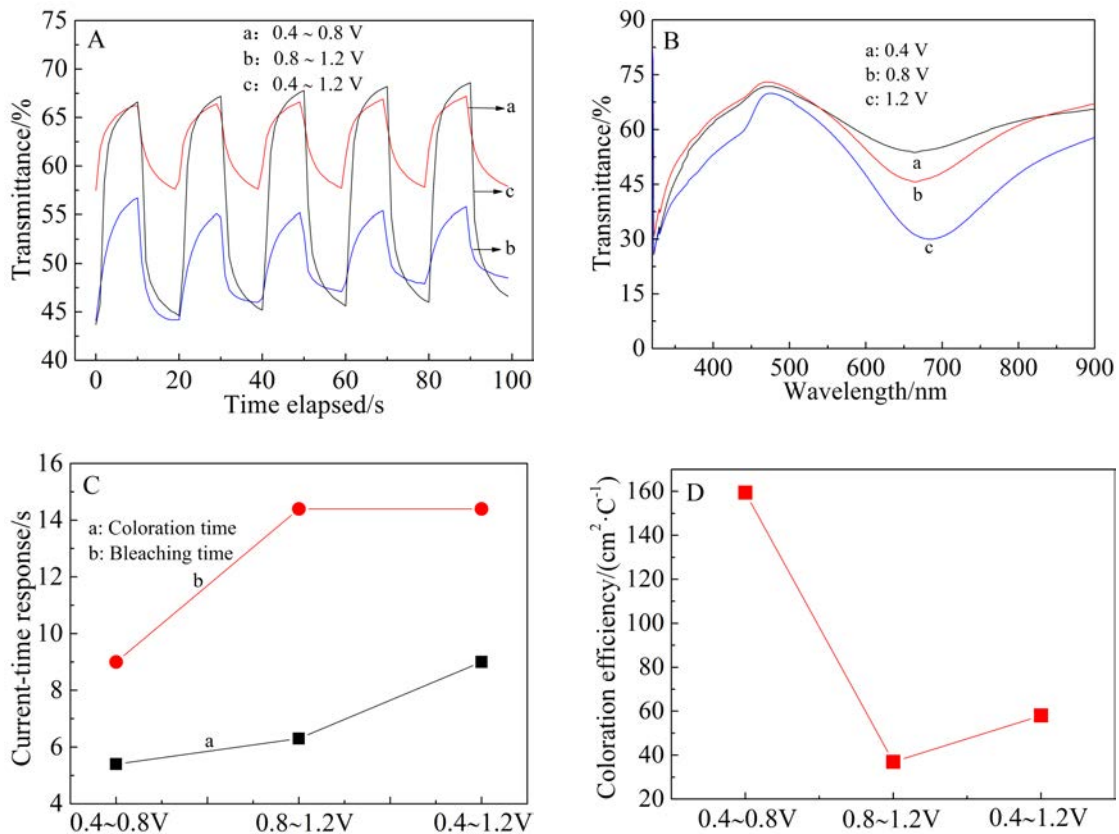 A
a: 0.4 ~ 0.8 V
b: 0.8 ~ 1.2 V
c: 0.4 ~ 1.2 V
75
70
65
60
55
50
45
40
a
c
b
0 20 40 60 80 100
Time elapsed/s
Transmittance/%
B
a: 0.4 V
b: 0.8 V
c: 1.2 V
90
75
60
45
30
15
0
a
b
c
400 500 600 700 800 900
Wavelength/nm
Transmittance/%
C
a: Coloration time
b: Bleaching time
16
14
12
10
8
6
4
b
a
0.4~0.8V 0.8~1.2V 0.4~1.2V
Current-time response/s
D
160
140
120
100
80
60
40
20
0.4~0.8V 0.8~1.2V 0.4~1.2V
Coloration efficiency/(cm²·C⁻¹)